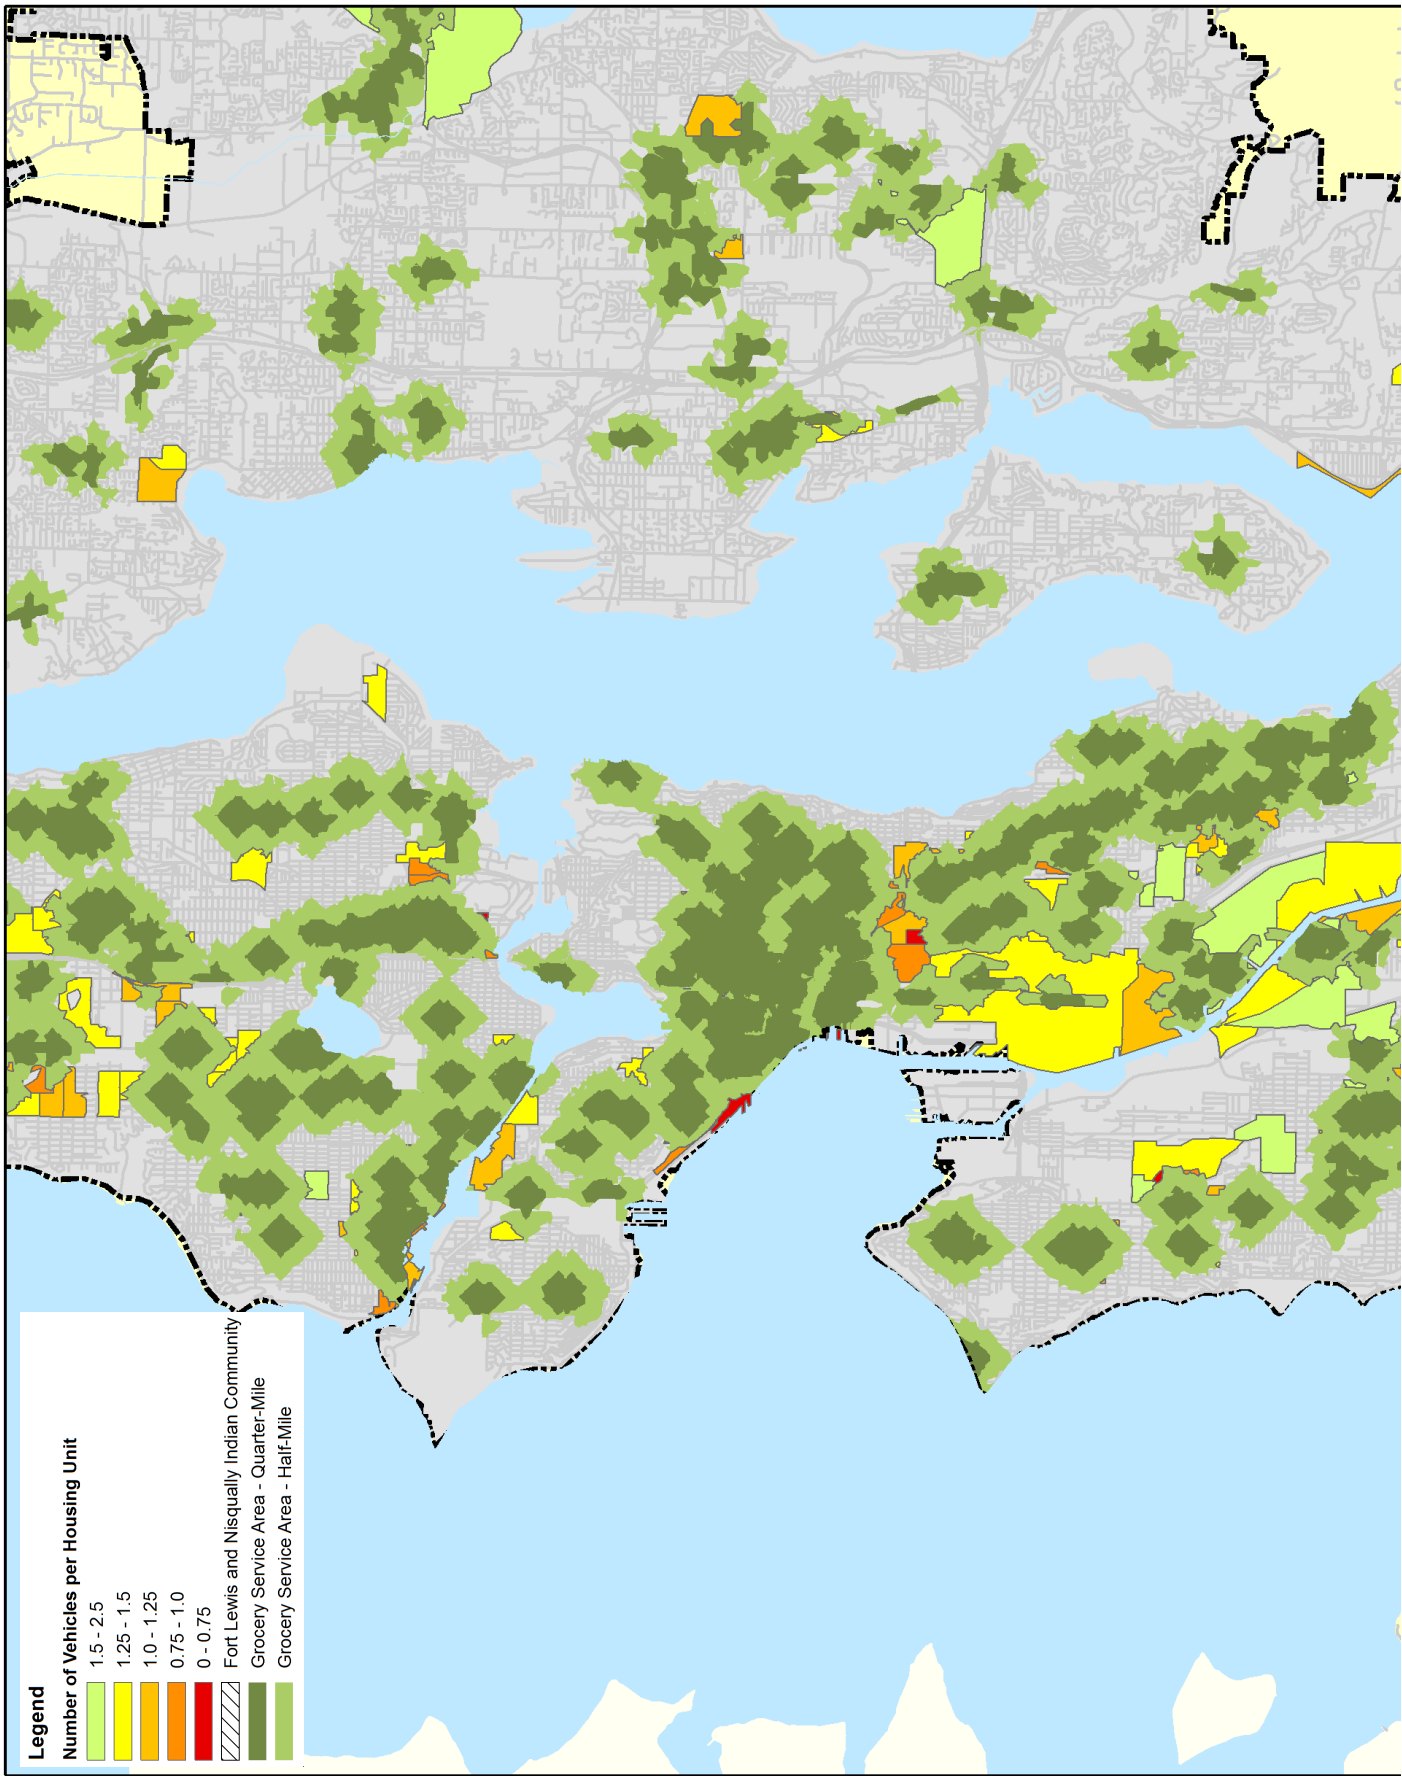 Legend
Number of Vehicles per Housing Unit
1.5 - 2.5
1.25 - 1.5
1.0 - 1.25
0.75 - 1.0
0 - 0.75
Fort Lewis and Nisqually Indian Community
Grocery Service Area - Quarter-Mile
Grocery Service Area - Half-Mile